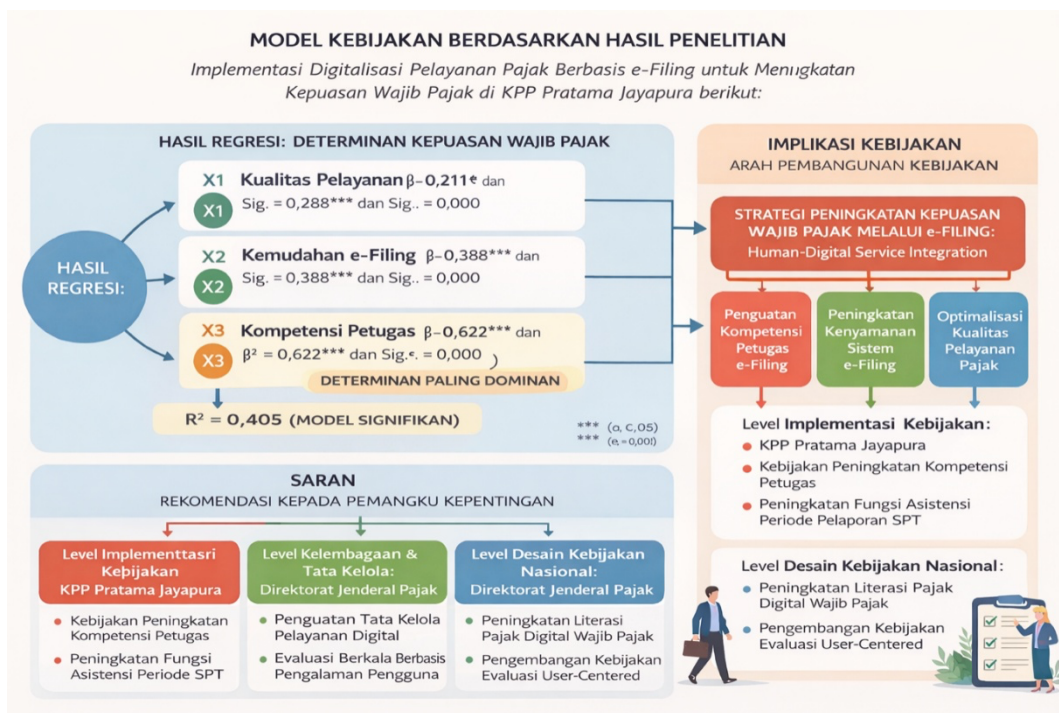 MODEL KEBIJAKAN BERDASARKAN HASIL PENELITIAN
Implementasi Digitalisasi Pelayanan Pajak Berbasis e-Filing untuk Meniugkatan
Kepuasan Wajib Pajak di KPP Pratama Jayapura berikut:
HASIL REGRESI: DETERMINAN KEPUASAN WAJIB PAJAK
HASIL
REGRESI:
X1 Kualitas Pelayanan β-0,211e dan
X1 Sig. = 0,288*** dan Sig.. = 0,000
X2 Kemudahan e-Filing β-0,388*** dan
X2 Sig. = 0,388*** dan Sig.. = 0,000
X3 Kompetensi Petugas β-0,622*** dan
X3 β² = 0,622*** dan Sig.ε. = 0,000
DETERMINAN PALING DOMINAN
R² = 0,405 (MODEL SIGNIFIKAN)
*** (a, C,05)
*** (e, = 0,001)
IMPLIKASI KEBIJAKAN
ARAH PEMBANGUNAN KEBIJAKAN
STRATEGI PENINGKATAN KEPUASAN
WAJIB PAJAK MELALUI e-FILING:
Human-Digital Service Integration
Penguatan
Kompetensi
Petugas
e-Filing
Peningkatan
Kenyamanan
Sistem
e-Filing
Optimalisasi
Kualitas
Pelayanan
Pajak
Level Implementasi Kebijakan:
• KPP Pratama Jayapura
• Kebijakan Peningkatan Kompetensi
Petugas
• Peningkatan Fungsi Asistensi
Periode Pelaporan SPT
Level Desain Kebijakan Nasional:
• Peningkatan Literasi Pajak
Digital Wajib Pajak
• Pengembangan Kebijakan
Evaluasi User-Centered
SARAN
REKOMENDASI KEPADA PEMANGKU KEPENTINGAN
Level Implementtasri
Kebijakan
KPP Pratama Jayapura
• Kebijakan Peningkatan
Kompetensi Petugas
• Peningkatan Fungsi
Asistensi Periode SPT
Level Kelembagaan &
Tata Kelola:
Direktorat Jenderal Pajak
• Penguatan Tata Kelola
Pelayanan Digital
• Evaluasi Berkala Berbasis
Pengalaman Pengguna
Level Desain Kebijakan
Nasional:
Direktorat Jenderal Pajak
• Peningkatan Literasi
Pajak Digital Wajib Pajak
• Pengembangan Kebijakan
Evaluasi User-Centered